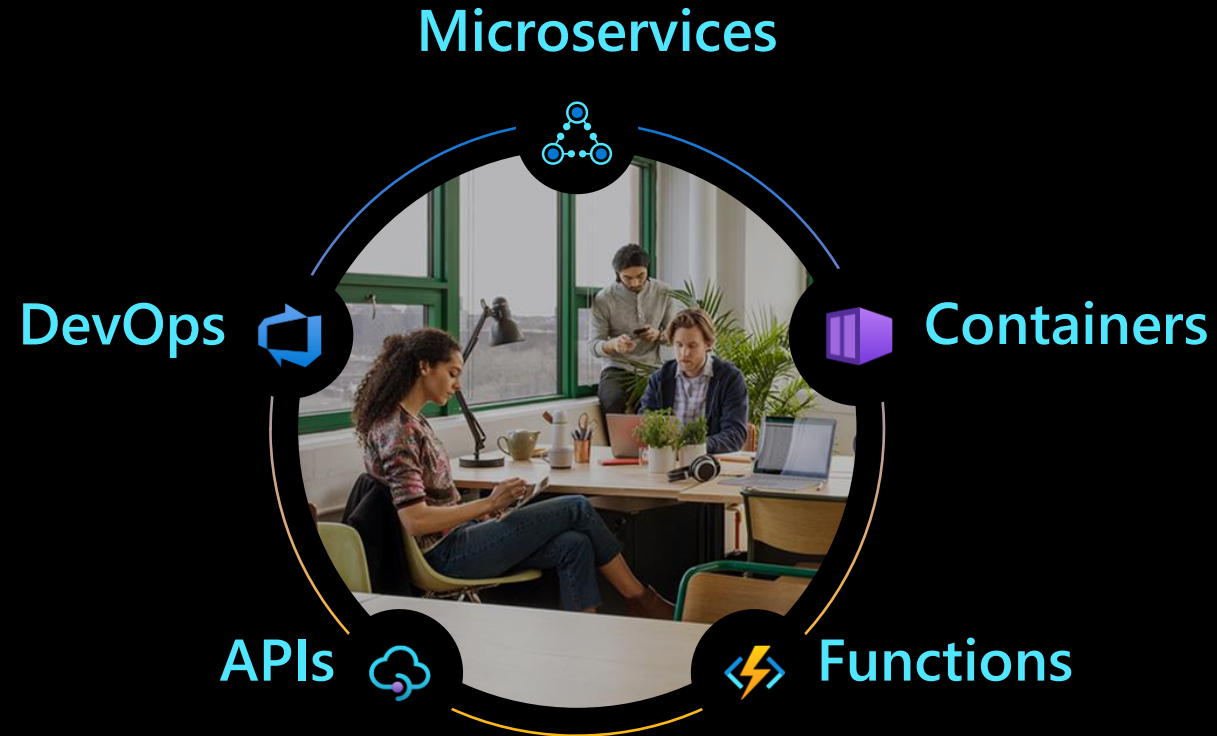 Microservices
DevOps
Containers
APIs
Functions